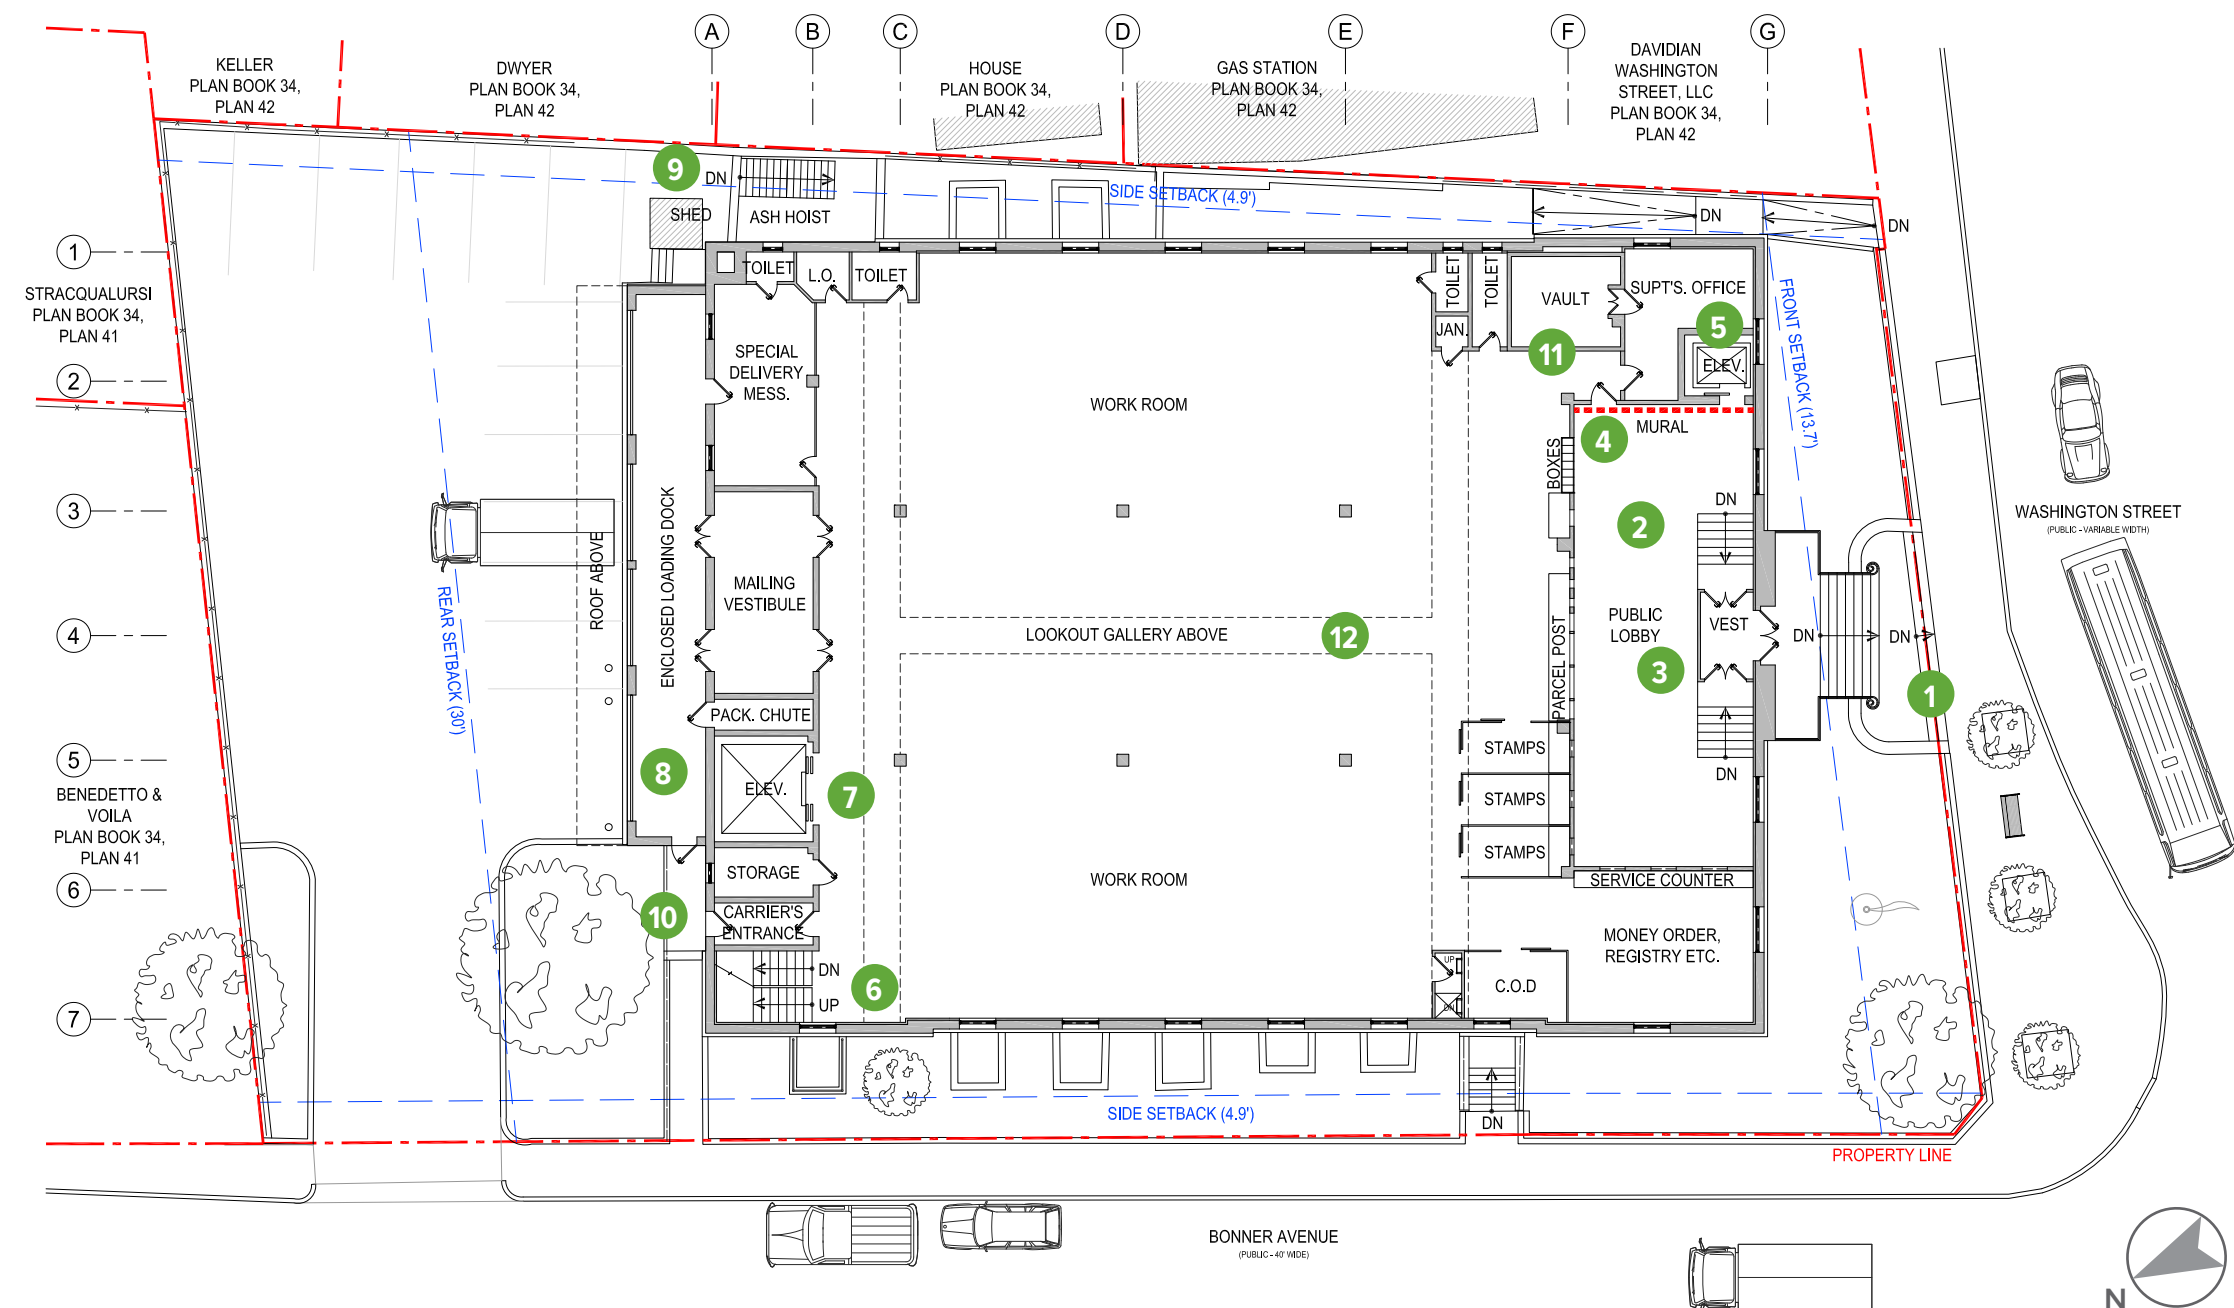 A
B
C
D
E
F
G
KELLER
PLAN BOOK 34,
PLAN 42
DWYER
PLAN BOOK 34,
PLAN 42
HOUSE
PLAN BOOK 34,
PLAN 42
GAS STATION
PLAN BOOK 34,
PLAN 42
DAVIDIAN
WASHINGTON
STREET, LLC
PLAN BOOK 34,
PLAN 42
9
DN
SHED
ASH HOIST
SIDE SETBACK (4.9')
DN
DN
1
STRACQUALURSI
PLAN BOOK 34,
PLAN 41
2
3
4
5
BENEDETTO &
VOILA
PLAN BOOK 34,
PLAN 41
6
7
REAR SETBACK (30')
ROOF ABOVE
ENCLOSED LOADING DOCK
TOILET
L.O.
TOILET
SPECIAL
DELIVERY
MESS.
MAILING
VESTIBULE
PACK. CHUTE
8
ELEV.
7
STORAGE
10
CARRIER'S
ENTRANCE
DN
UP
6
WORK ROOM
LOOKOUT GALLERY ABOVE
12
WORK ROOM
TOILET
TOILET
JAN.
VAULT
11
SUPT'S. OFFICE
5
ELEV.
MURAL
4
BOXES
2
DN
PUBLIC
LOBBY
VEST
3
PARCEL POST
DN
STAMPS
STAMPS
STAMPS
SERVICE COUNTER
MONEY ORDER,
REGISTRY ETC.
C.O.D
UP
DN
FRONT SETBACK (13.7')
DN
DN
1
WASHINGTON STREET
(PUBLIC - VARIABLE WIDTH)
SIDE SETBACK (4.9')
DN
PROPERTY LINE
BONNER AVENUE
(PUBLIC - 40' WIDE)
N